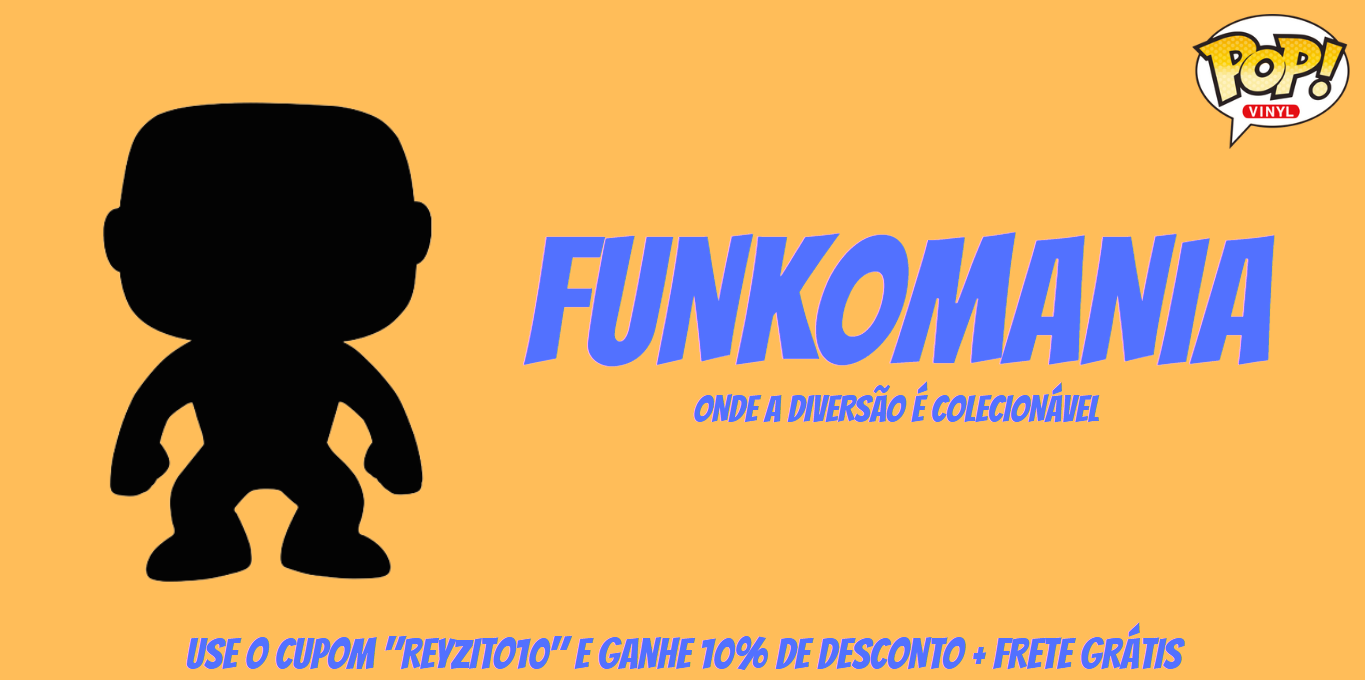 POP!
VINYL
FUNKOMANIA
ONDE A DIVERSÃO É COLECIONÁVEL
USE O CUPOM "REYZITO10" E GANHE 10% DE DESCONTO + FRETE GRÁTIS